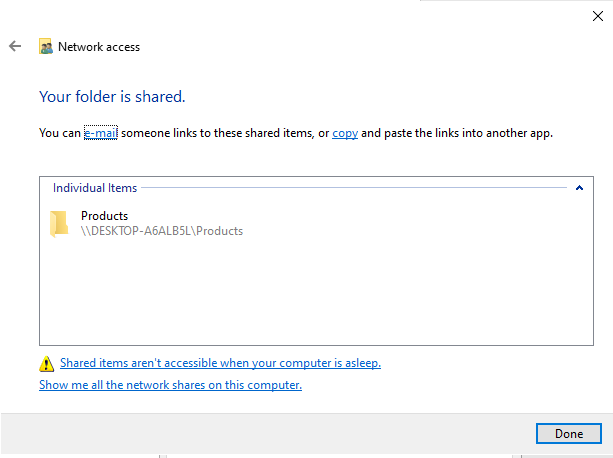 Network access
Your folder is shared.
You can e-mail someone links to these shared items, or copy and paste the links into another app.
Individual Items
Products
\\DESKTOP-A6ALB5L\Products
Shared items aren't accessible when your computer is asleep.
Show me all the network shares on this computer.
Done